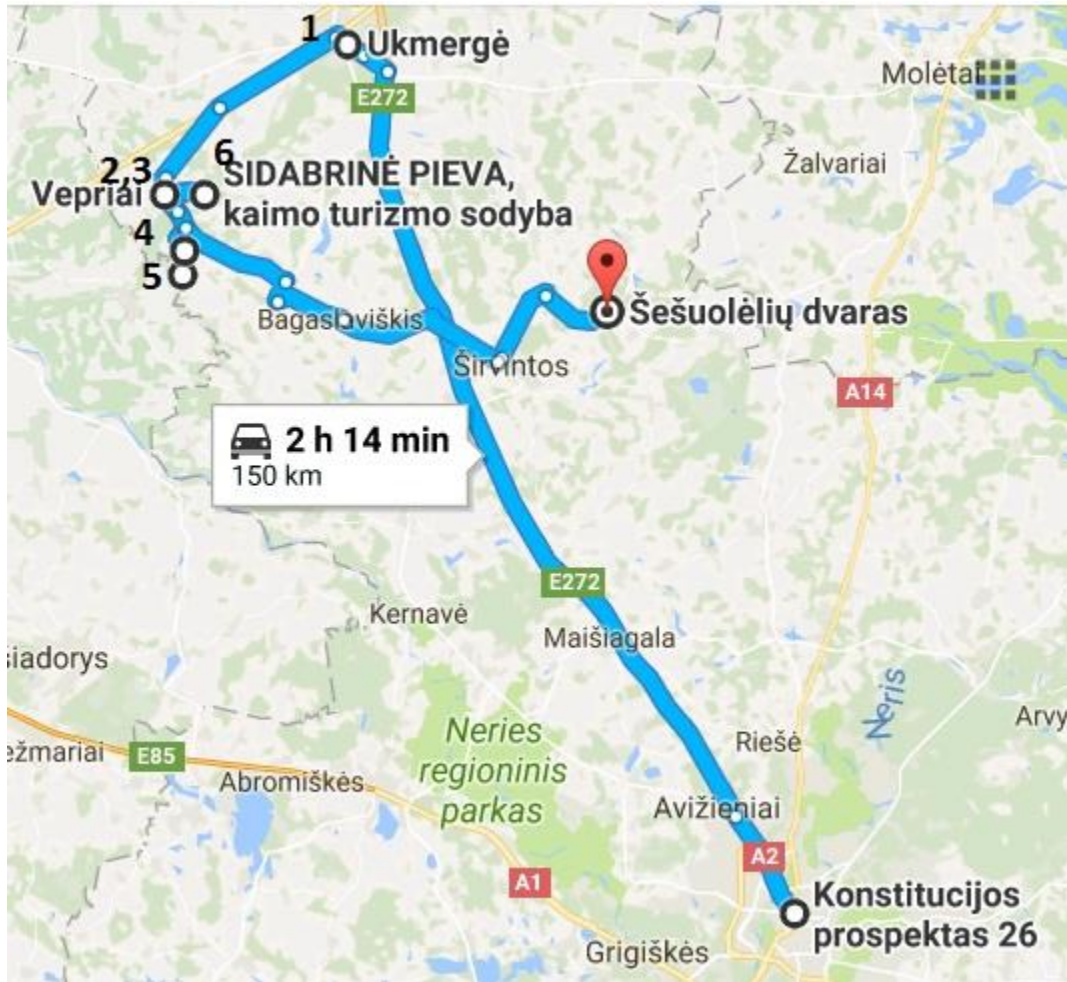 1
Ukmergė
E272
Molėtai
Žalvariai
2,3
6
Vepriai
SIDABRINĖ PIEVA,
kaimo turizmo sodyba
4
5
Bagaslaviškis
Šešuolėlių dvaras
Širvintos
A14
2 h 14 min
150 km
E272
Kernavė
Maišiagala
siadorys
Neris
Arvy
Neries
regioninis
parkas
Riešė
ežmariai
E85
Abromiškės
Avižieniai
A2
A1
Konstitucijos
prospektas 26
Grigiškės